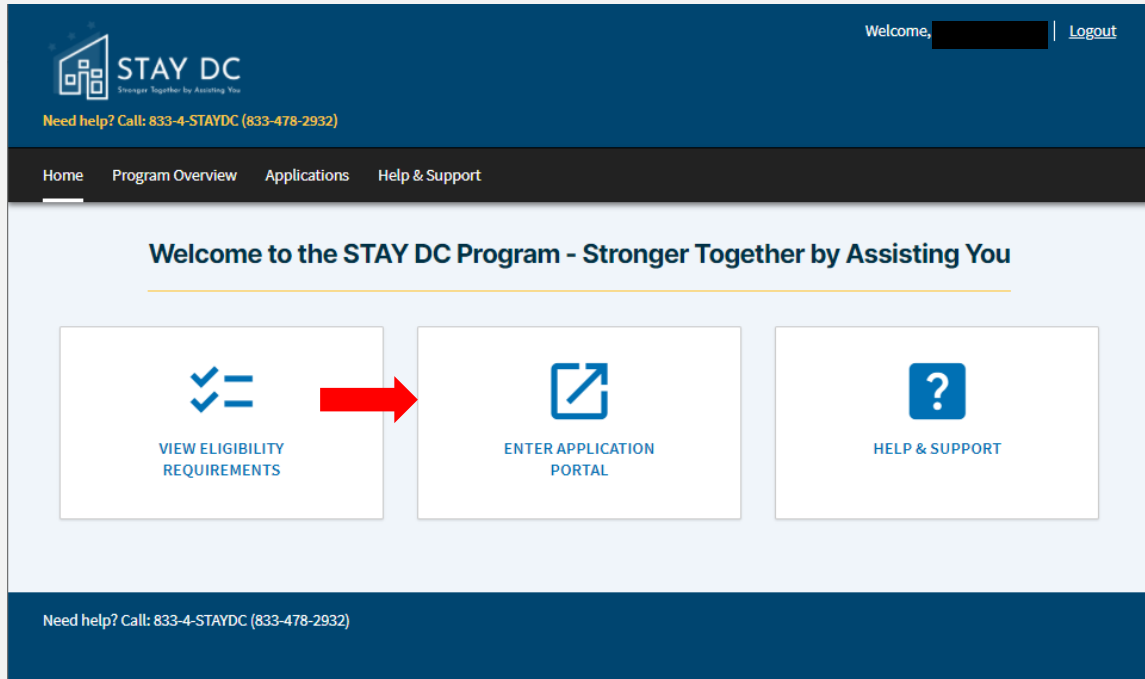 Welcome, Logout
STAY DC
Stronger Together by Assisting You
Need help? Call: 833-4-STAYDC (833-478-2932)
Home Program Overview Applications Help & Support
Welcome to the STAY DC Program - Stronger Together by Assisting You
VIEW ELIGIBILITY
REQUIREMENTS
ENTER APPLICATION
PORTAL
?
HELP & SUPPORT
Need help? Call: 833-4-STAYDC (833-478-2932)